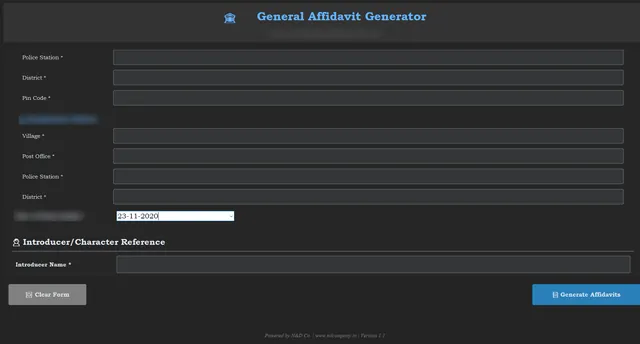 General Affidavit Generator
Police Station *
District *
Pin Code *
Village *
Post Office *
Police Station *
District *
23-11-2020
Introducer/Character Reference
Introducer Name *
Clear Form
Generate Affidavits